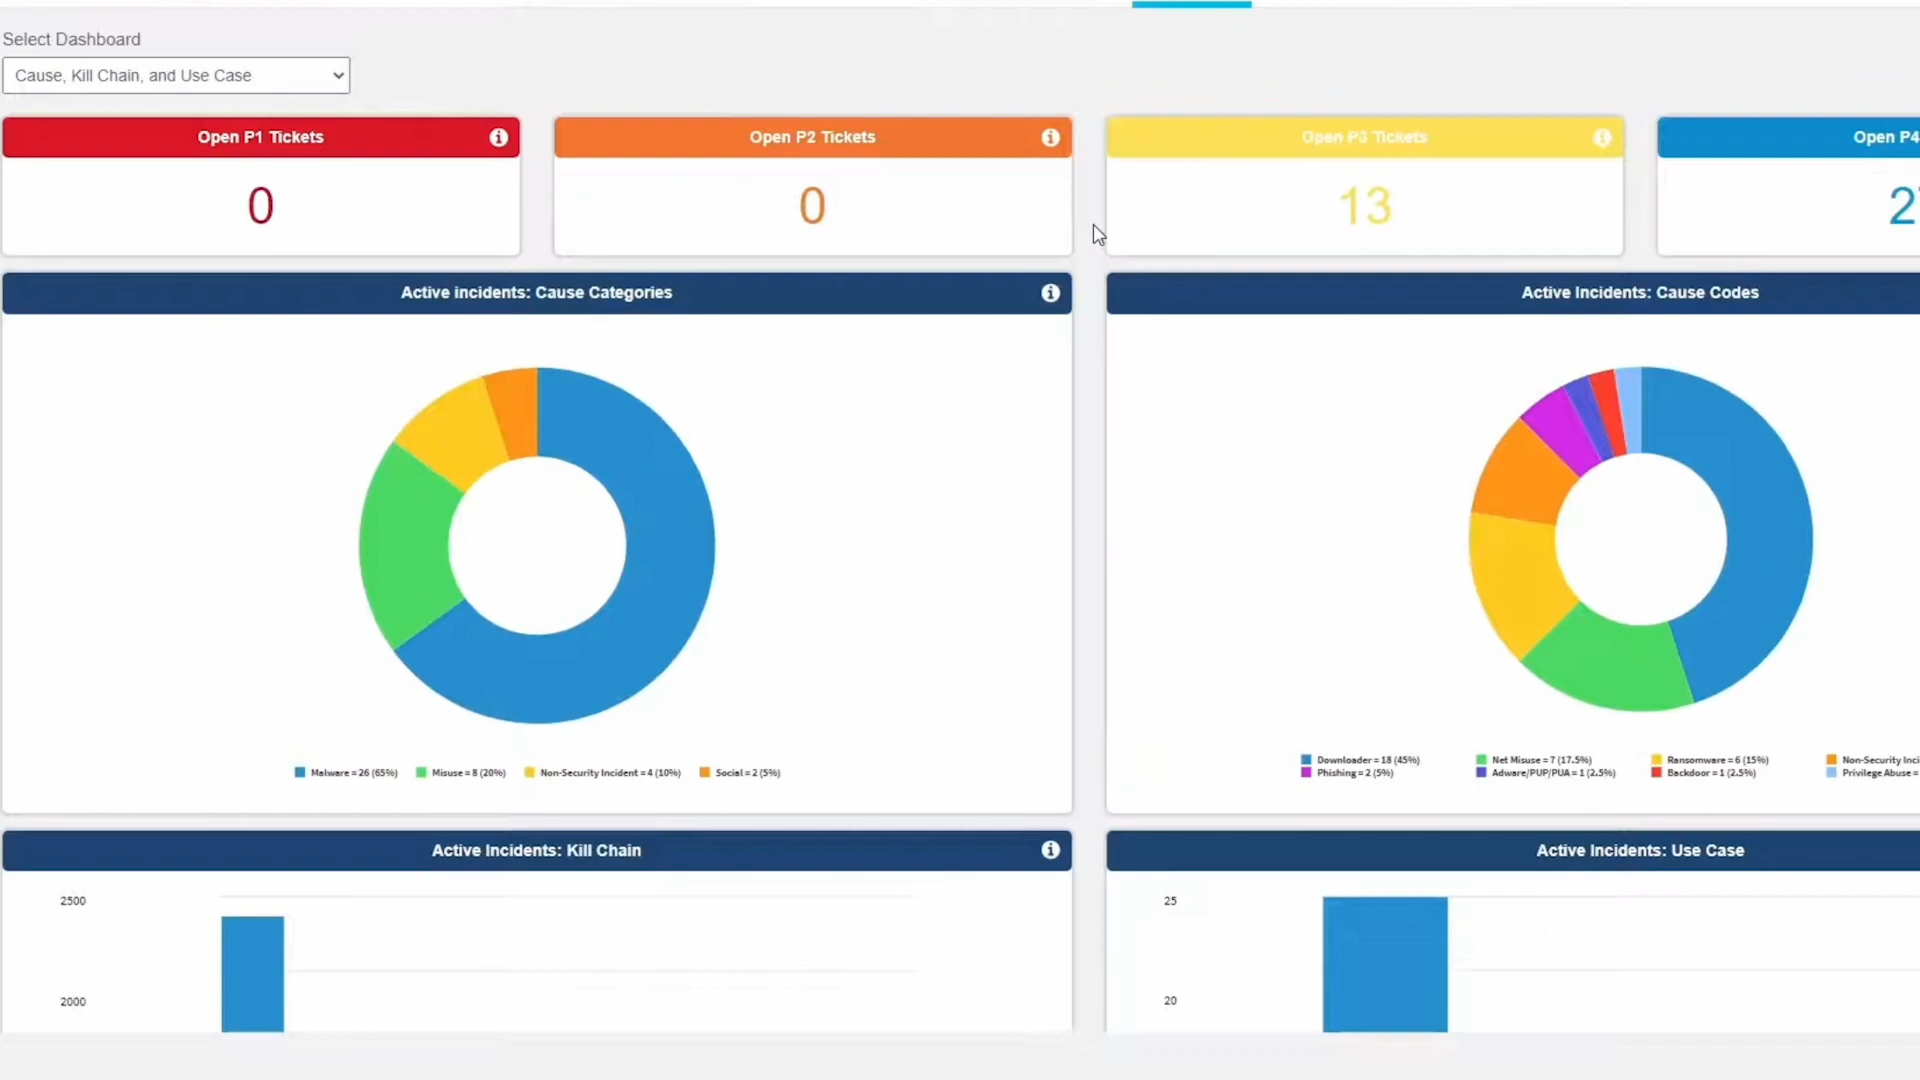 Select Dashboard
Cause, Kill Chain, and Use Case
Open P1 Tickets
0
Open P2 Tickets
0
Open P3 Tickets
13
Open P4
2
Active incidents: Cause Categories
Malware = 26 (65%) Misuse = 8 (20%) Non-Security Incident = 4 (10%) Social = 2 (5%)
Active Incidents: Cause Codes
Downloader = 18 (45%) Net Misuse = 7 (17.5%) Ransomware = 6 (15%) Non-Security Inci
Phishing = 2 (5%) Adware/PUP/PUA = 1 (2.5%) Backdoor = 1 (2.5%) Privilege Abuse =
Active Incidents: Kill Chain
2500
2000
Active Incidents: Use Case
25
20